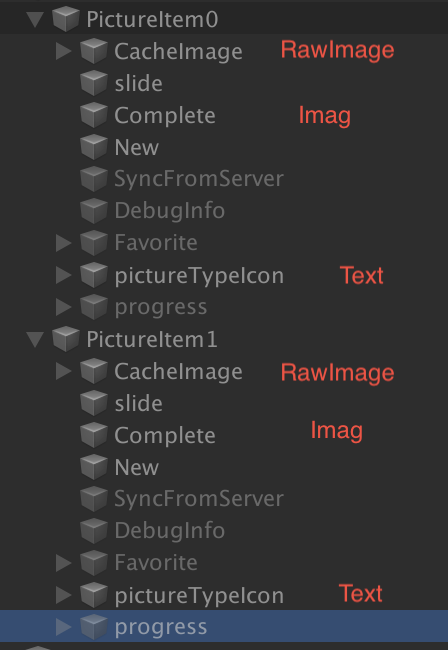 PictureItem0
CacheImage RawImage
slide
Complete Imag
New
SyncFromServer
DebugInfo
Favorite
pictureTypeIcon Text
progress
PictureItem1
CacheImage RawImage
slide
Complete Imag
New
SyncFromServer
DebugInfo
Favorite
pictureTypeIcon Text
progress